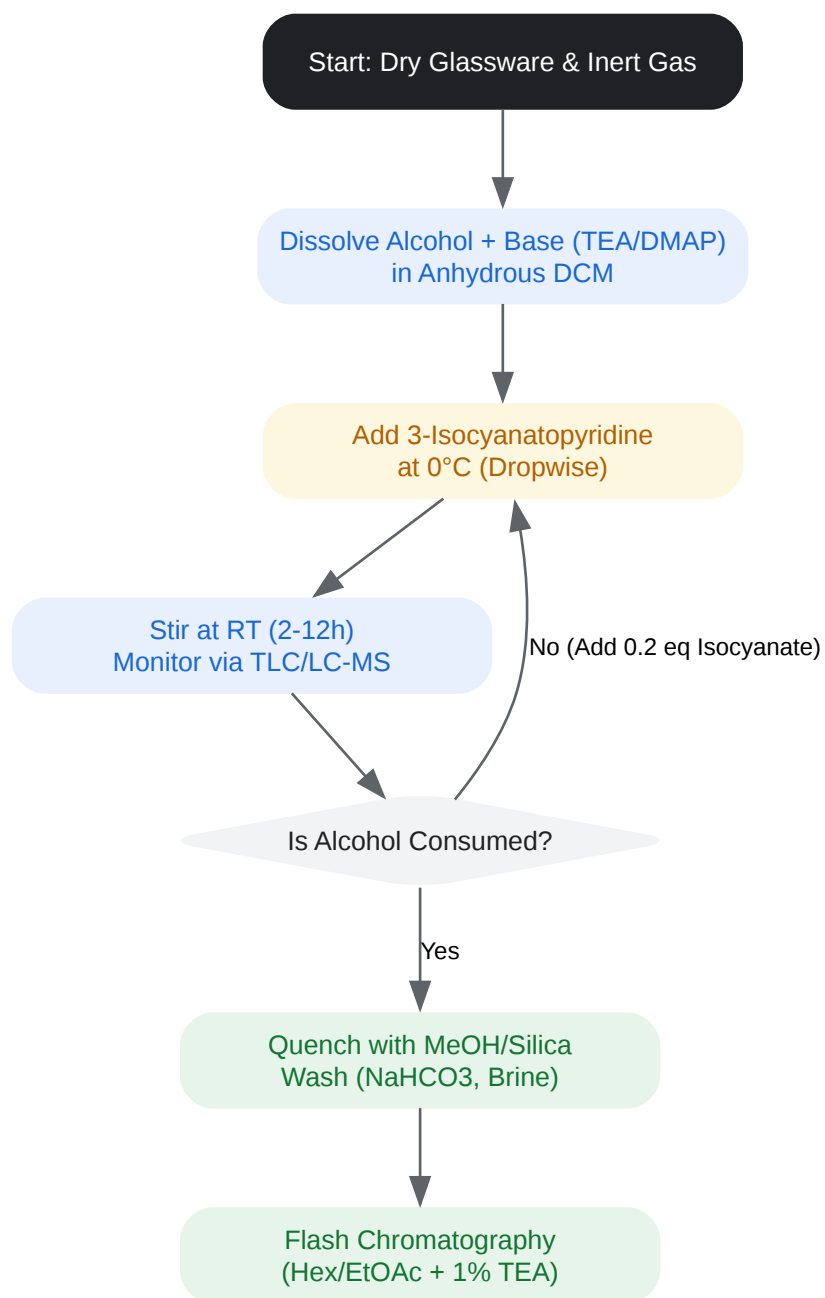 Start: Dry Glassware & Inert Gas
Dissolve Alcohol + Base (TEA/DMAP)
in Anhydrous DCM
Add 3-Isocyanatopyridine
at 0°C (Dropwise)
Stir at RT (2-12h)
Monitor via TLC/LC-MS
No (Add 0.2 eq Isocyanate)
Is Alcohol Consumed?
Yes
Quench with MeOH/Silica
Wash (NaHCO3, Brine)
Flash Chromatography
(Hex/EtOAc + 1% TEA)